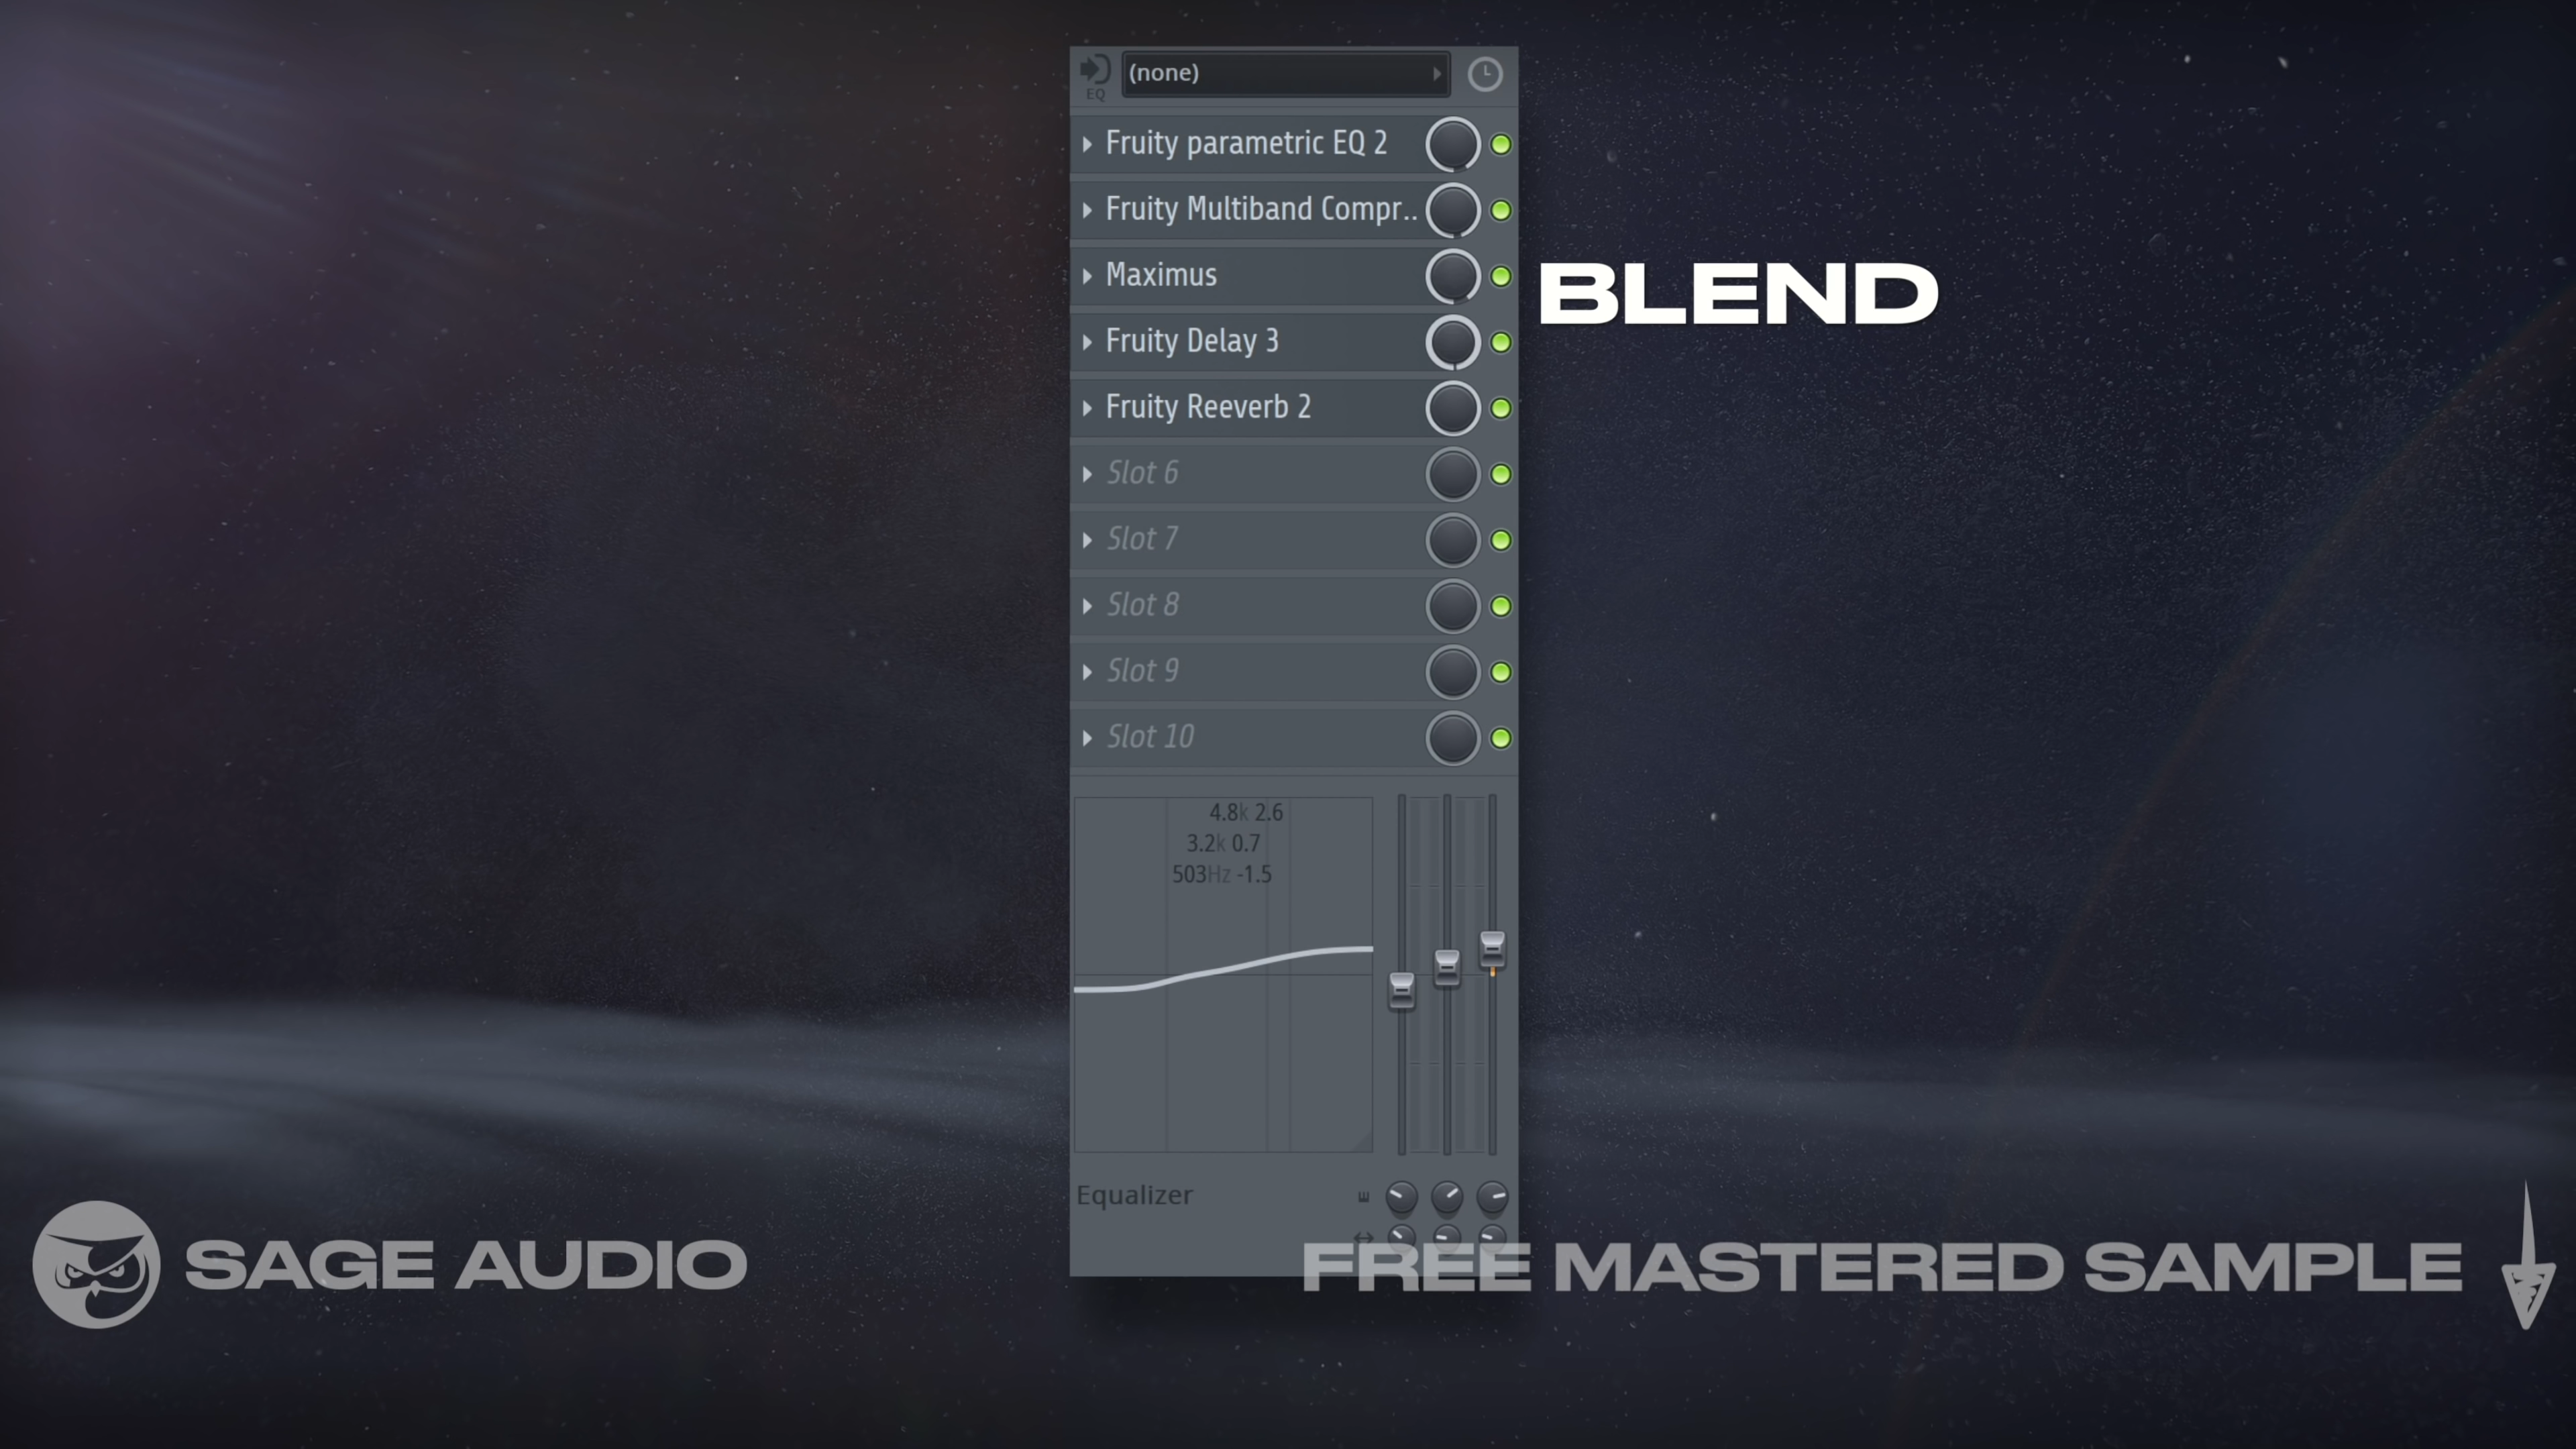 (none)
EQ
Fruity parametric EQ 2
Fruity Multiband Compr..
Maximus
BLEND
Fruity Delay 3
Fruity Reeverb 2
Slot 6
Slot 7
Slot 8
Slot 9
Slot 10
4.8k 2.6
3.2k 0.7
503Hz -1.5
Equalizer
SAGE AUDIO
FREE MASTERED SAMPLE